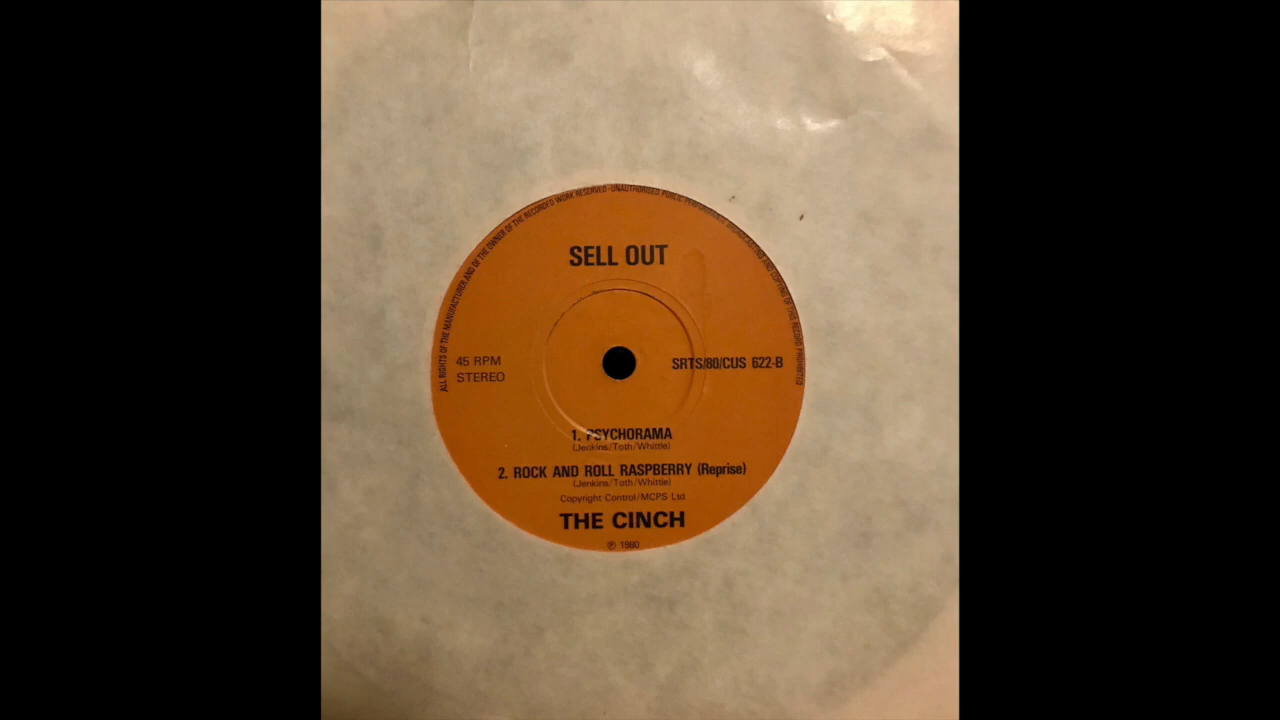 ALL RIGHTS OF THE MANUFACTURER AND OF THE OWNER OF THE RECORDED WORK RESERVED · UNAUTHORISED PUBLIC PERFORMANCE BROADCASTING AND COPYING OF THIS RECORD PROHIBITED
SELL OUT
45 RPM
STEREO
SRTS/80/CUS 622-B
1. PSYCHORAMA
(Jenkins/Toth/Whittle)
2. ROCK AND ROLL RASPBERRY (Reprise)
(Jenkins/Toth/Whittle)
Copyright Control/MCPS Ltd.
THE CINCH
℗ 1980